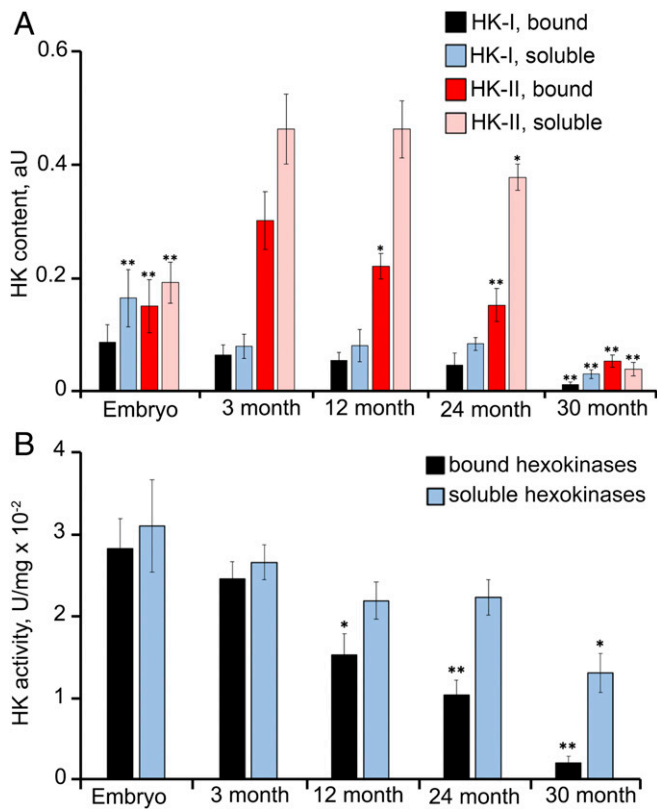 A
HK-I, bound
HK-I, soluble
HK-II, bound
HK-II, soluble
HK content, aU
0.6
0.4
0.2
0
** ** **
*
** *
** ** ** **
Embryo 3 month 12 month 24 month 30 month
B
bound hexokinases
soluble hexokinases
HK activity, U/mg x 10-2
4
3
2
1
0
*
**
** *
Embryo 3 month 12 month 24 month 30 month